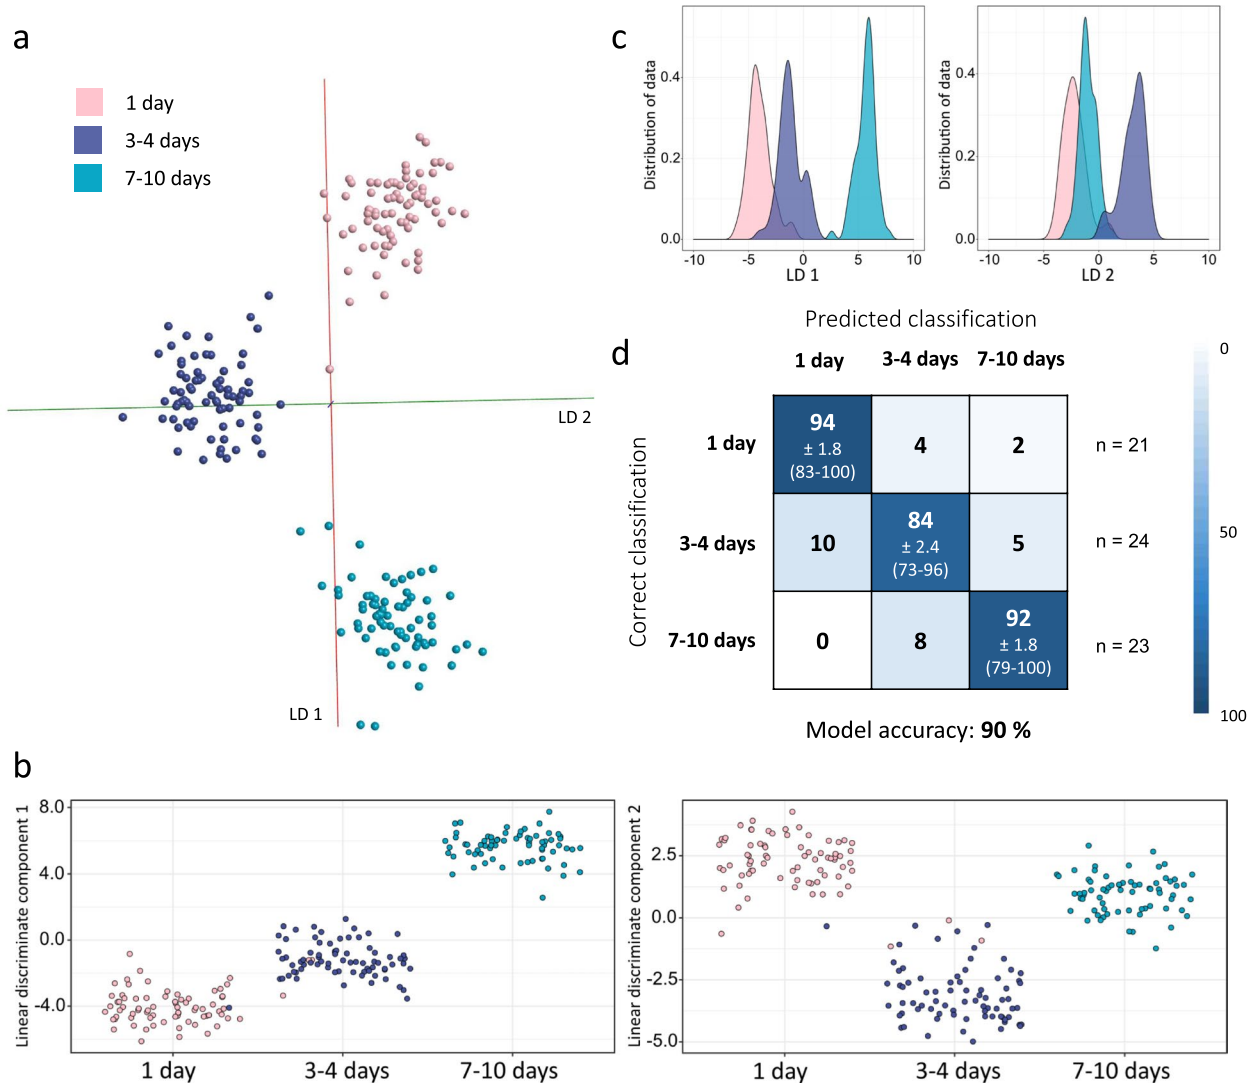 a
1 day
3-4 days
7-10 days
LD 2
LD 1
c
Distribution of data
0.4
0.2
0.0
-10
-5
0
5
10
LD 1
Distribution of data
0.4
0.2
0.0
-10
-5
0
5
10
LD 2
d
Predicted classification
1 day
3-4 days
7-10 days
Correct classification
1 day
94
± 1.8
(83-100)
4
2
n = 21
3-4 days
10
84
± 2.4
(73-96)
5
n = 24
7-10 days
0
8
92
± 1.8
(79-100)
n = 23
Model accuracy: 90 %
0
50
100
b
Linear discriminate component 1
8.0
4.0
0.0
-4.0
1 day
3-4 days
7-10 days
Linear discriminate component 2
2.5
0.0
-2.5
-5.0
1 day
3-4 days
7-10 days